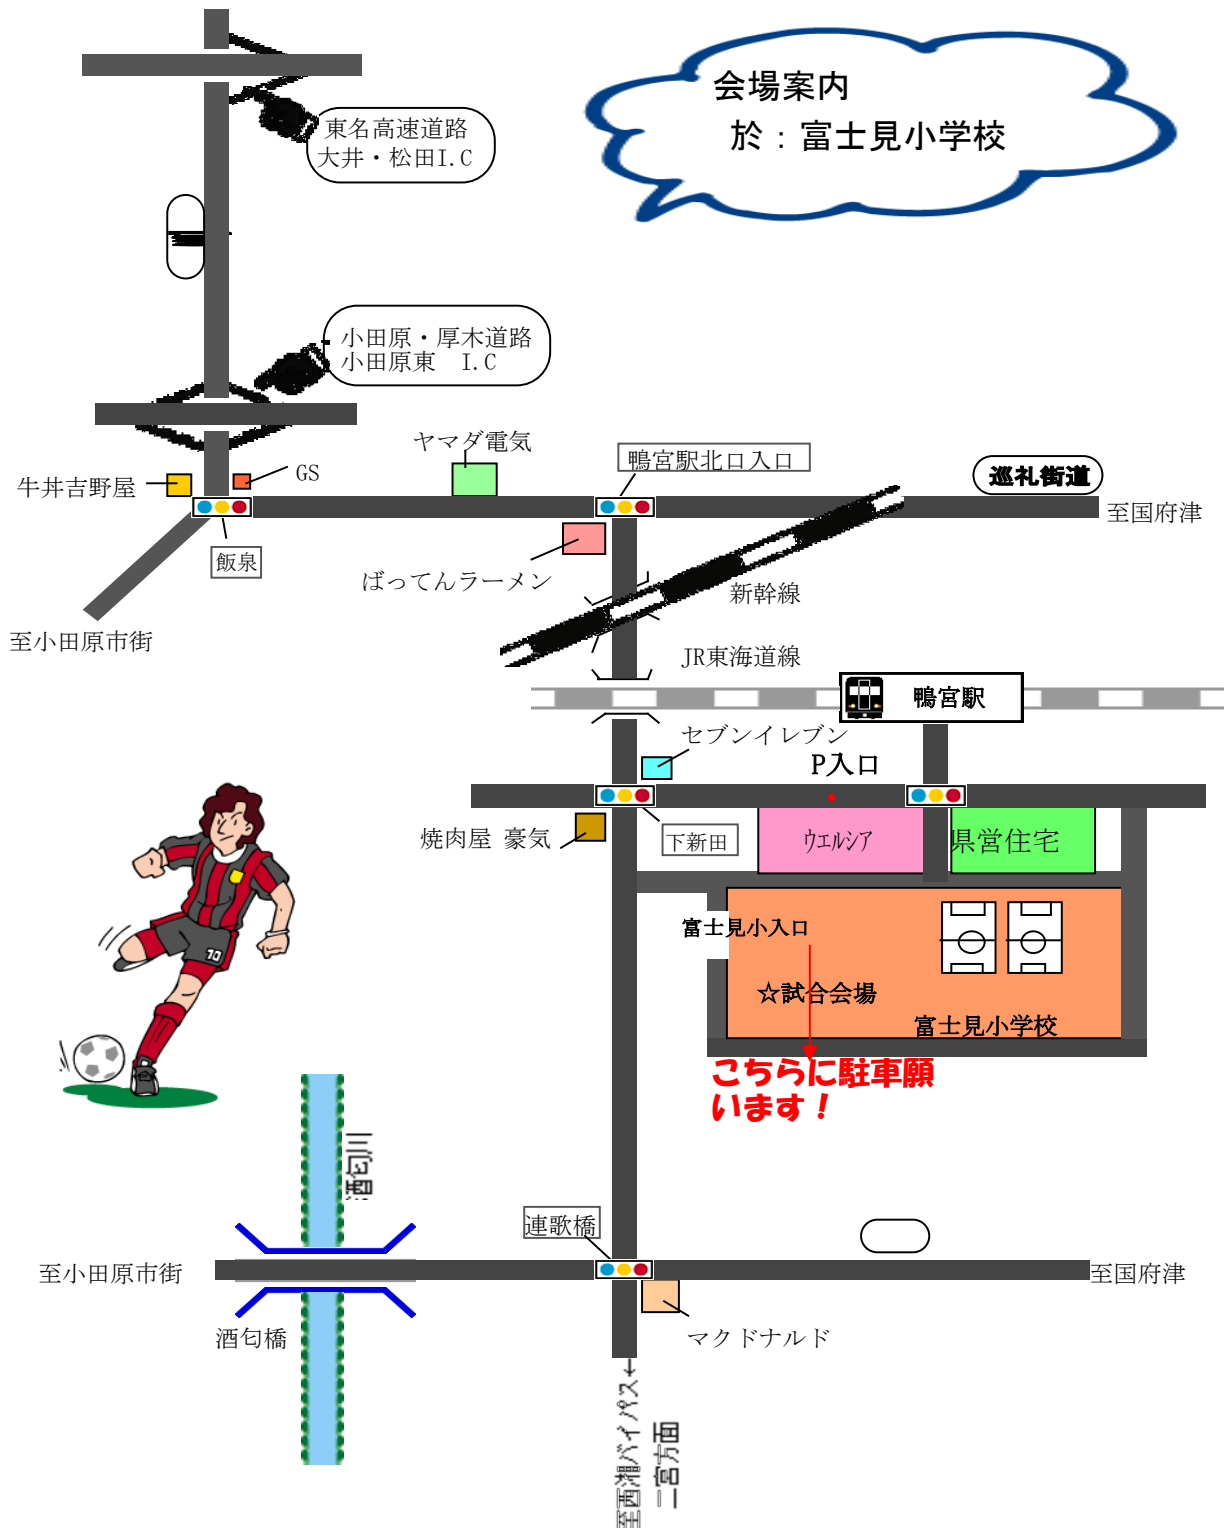 会場案内
於：富士見小学校
東名高速道路
大井・松田I.C
小田原・厚木道路
小田原東　I.C
ヤマダ電気
鴨宮駅北口入口
巡礼街道
牛丼吉野屋
GS
至国府津
飯泉
ばってんラーメン
新幹線
至小田原市街
JR東海道線
鴨宮駅
セブンイレブン
P入口
焼肉屋 豪気
下新田
ウエルシア
県営住宅
富士見小入口
☆試合会場
富士見小学校
こちらに駐車願
います！
10
酒匂川
連歌橋
至小田原市街
至国府津
酒匂橋
マクドナルド
至西湘バイパス←
二宮方面